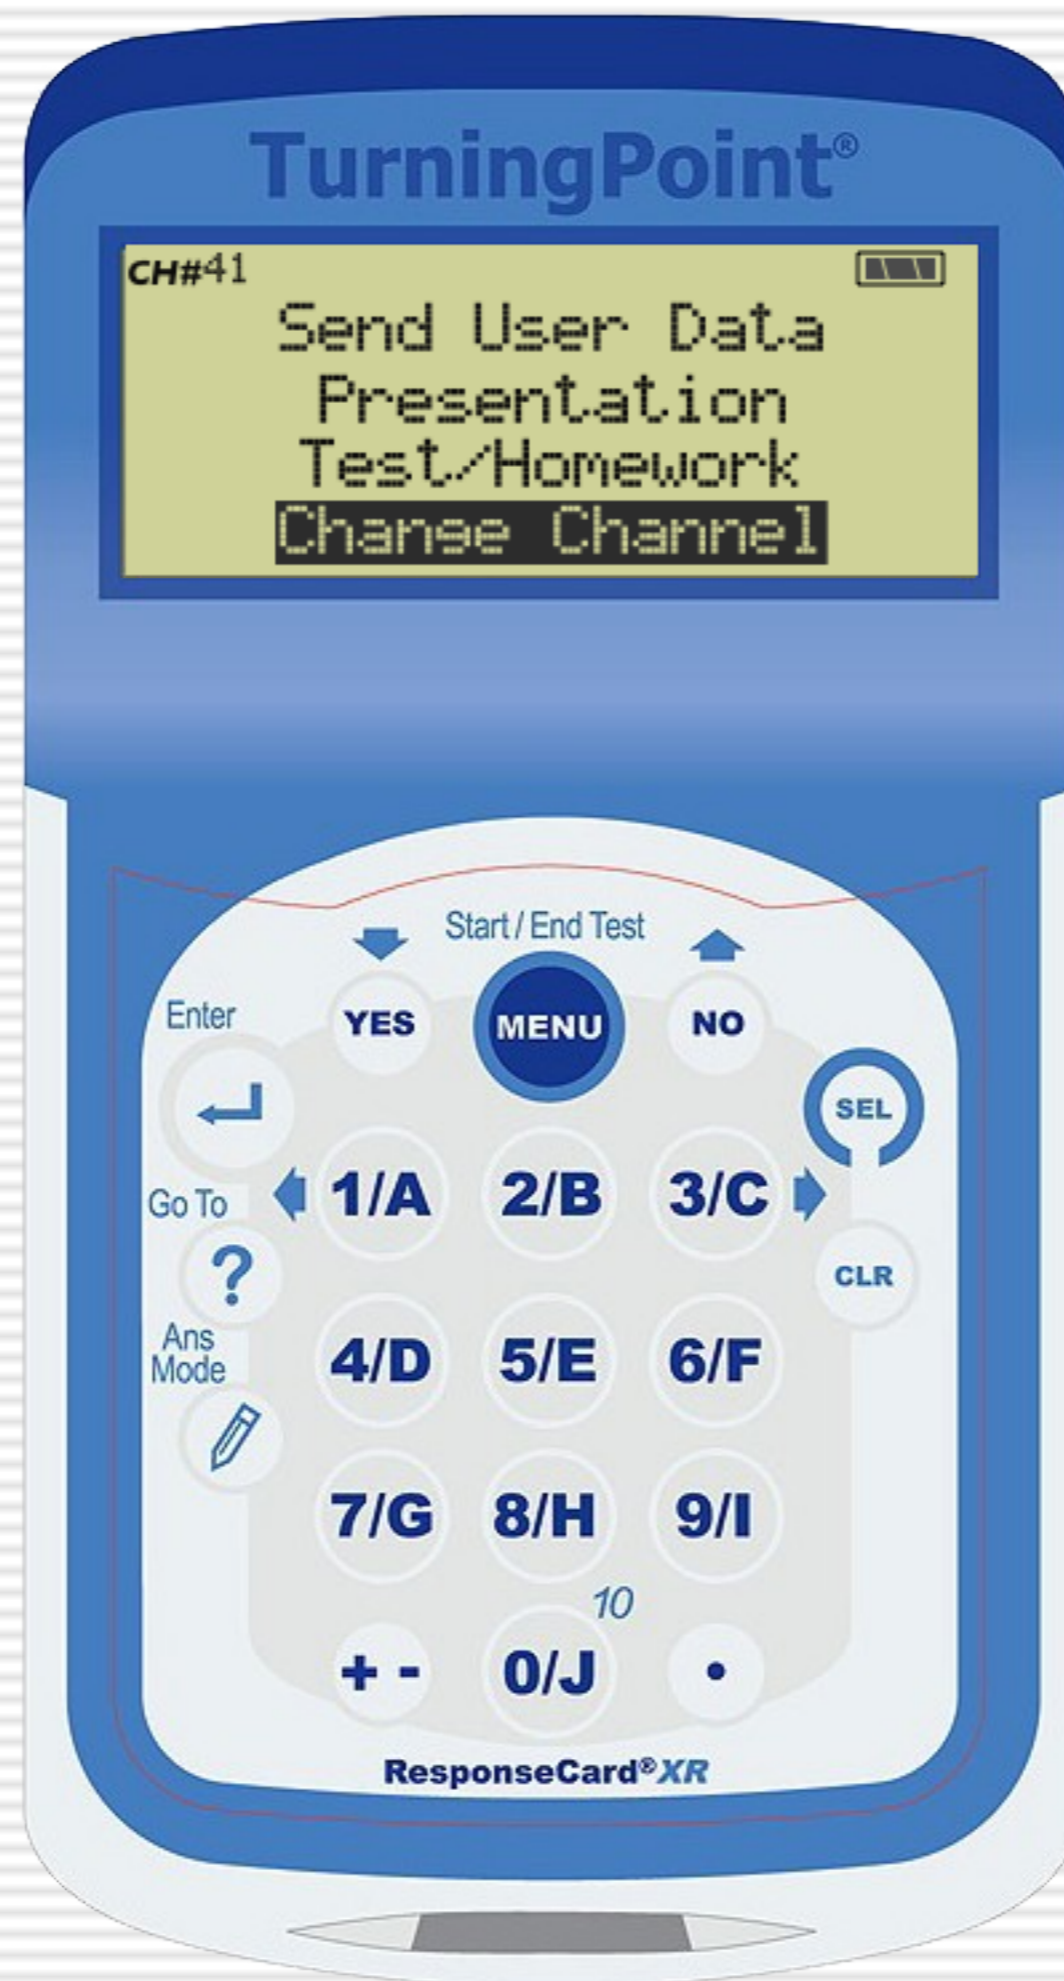 TurningPoint®
CH#41
Send User Data
Presentation
Test/Homework
Change Channel
Start / End Test
Enter
YES
MENU
NO
SEL
Go To
1/A 2/B 3/C
?
CLR
Ans
Mode
4/D 5/E 6/F
7/G 8/H 9/I
10
+ - 0/J •
ResponseCard® XR